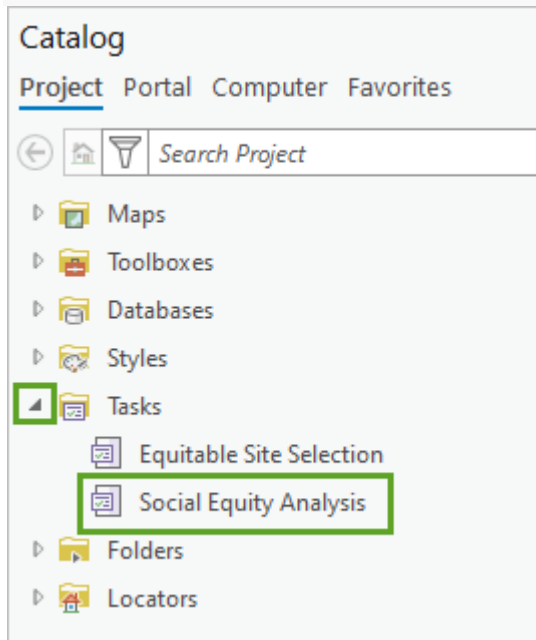 Catalog
Project Portal Computer Favorites
Search Project
Maps
Toolboxes
Databases
Styles
Tasks
Equitable Site Selection
Social Equity Analysis
Folders
Locators